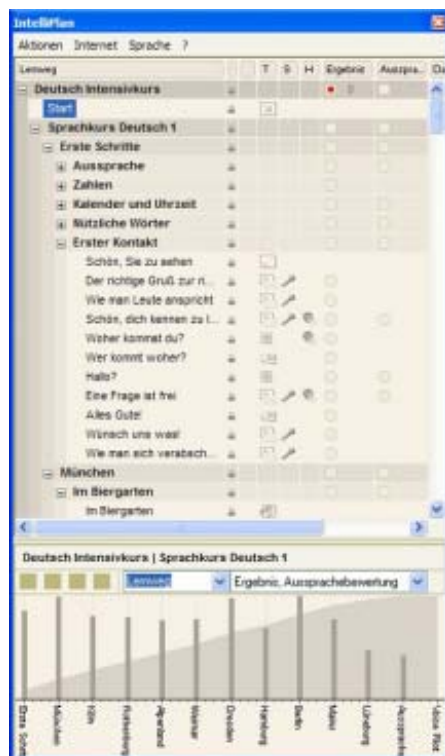 IntelliPlan
Aktionen Internet Sprache ?
Lernweg T S H Ergebnis Ausspra...
Deutsch Intensivkurs
Start
Sprachkurs Deutsch 1
Erste Schritte
Aussprache
Zahlen
Kalender und Uhrzeit
Nützliche Wörter
Erster Kontakt
Schön, Sie zu sehen
Der richtige Gruß zur r...
Wie man Leute anspricht
Schön, dich kennen zu l...
Woher kommst du?
Wer kommt woher?
Hallo?
Eine Frage ist frei
Alles Gute!
Wünsch uns was!
Wie man sich verabsch...
München
Im Biergarten
Im Biergarten
Deutsch Intensivkurs | Sprachkurs Deutsch 1
Lernweg Ergebnis, Aussprachebewertung
Erste Schritt
München
Köln
Rothenburg
Alpenland
Weimar
Dresden
Hamburg
Berlin
Mainz
Lüneburg
Aussprache